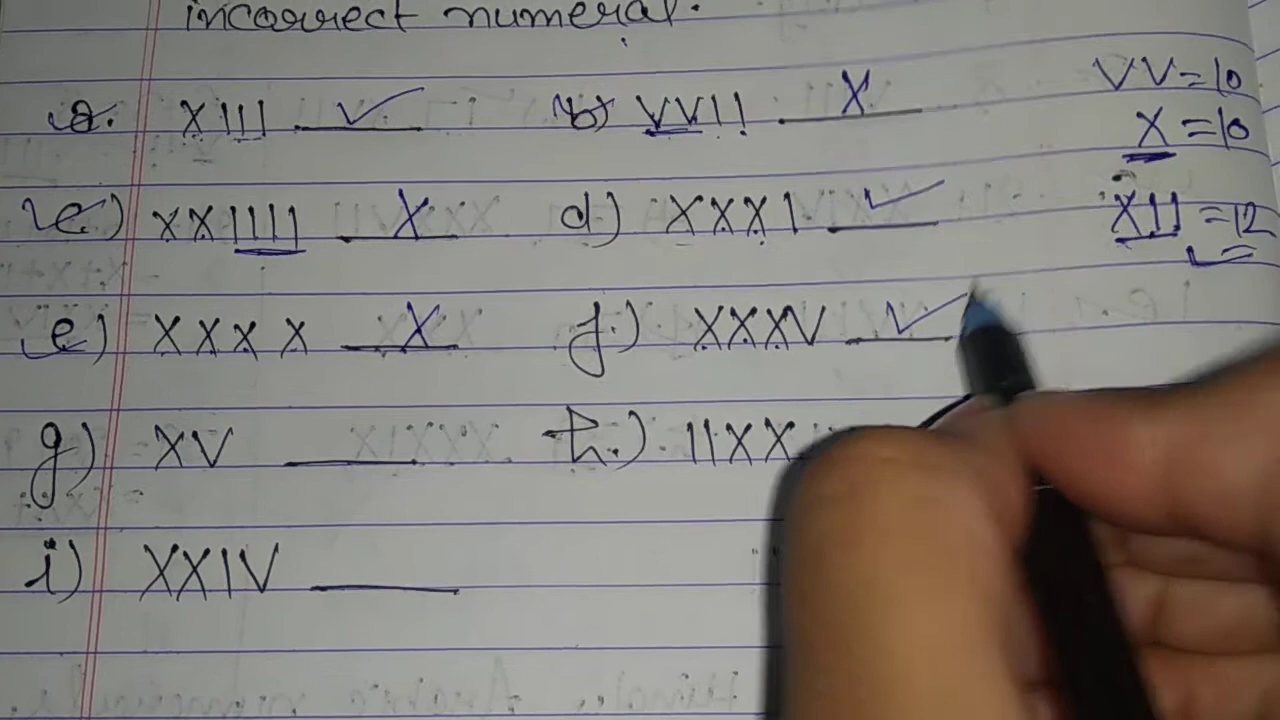 incorrect numeral.
a. XIII ✓ b) VVII X VV=10
X=10
c) XXIIII X d) XXXI ✓ XII=12
e) XXXX X f.) XXXV ✓
g) XV h.) IIXX
i) XXIV